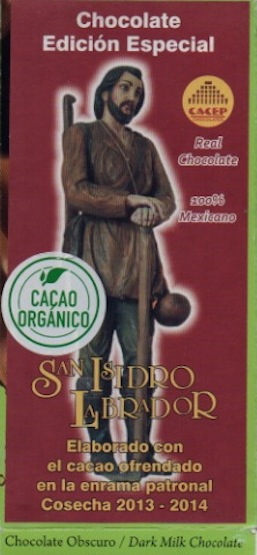 Chocolate
Edición Especial
CACEP
Real
Chocolate
100%
Mexicano
CACAO
ORGÁNICO
SAN ISIDRO
LABRADOR
Elaborado con
el cacao ofrendado
en la enrama patronal
Cosecha 2013 - 2014
Chocolate Obscuro / Dark Milk Chocolate